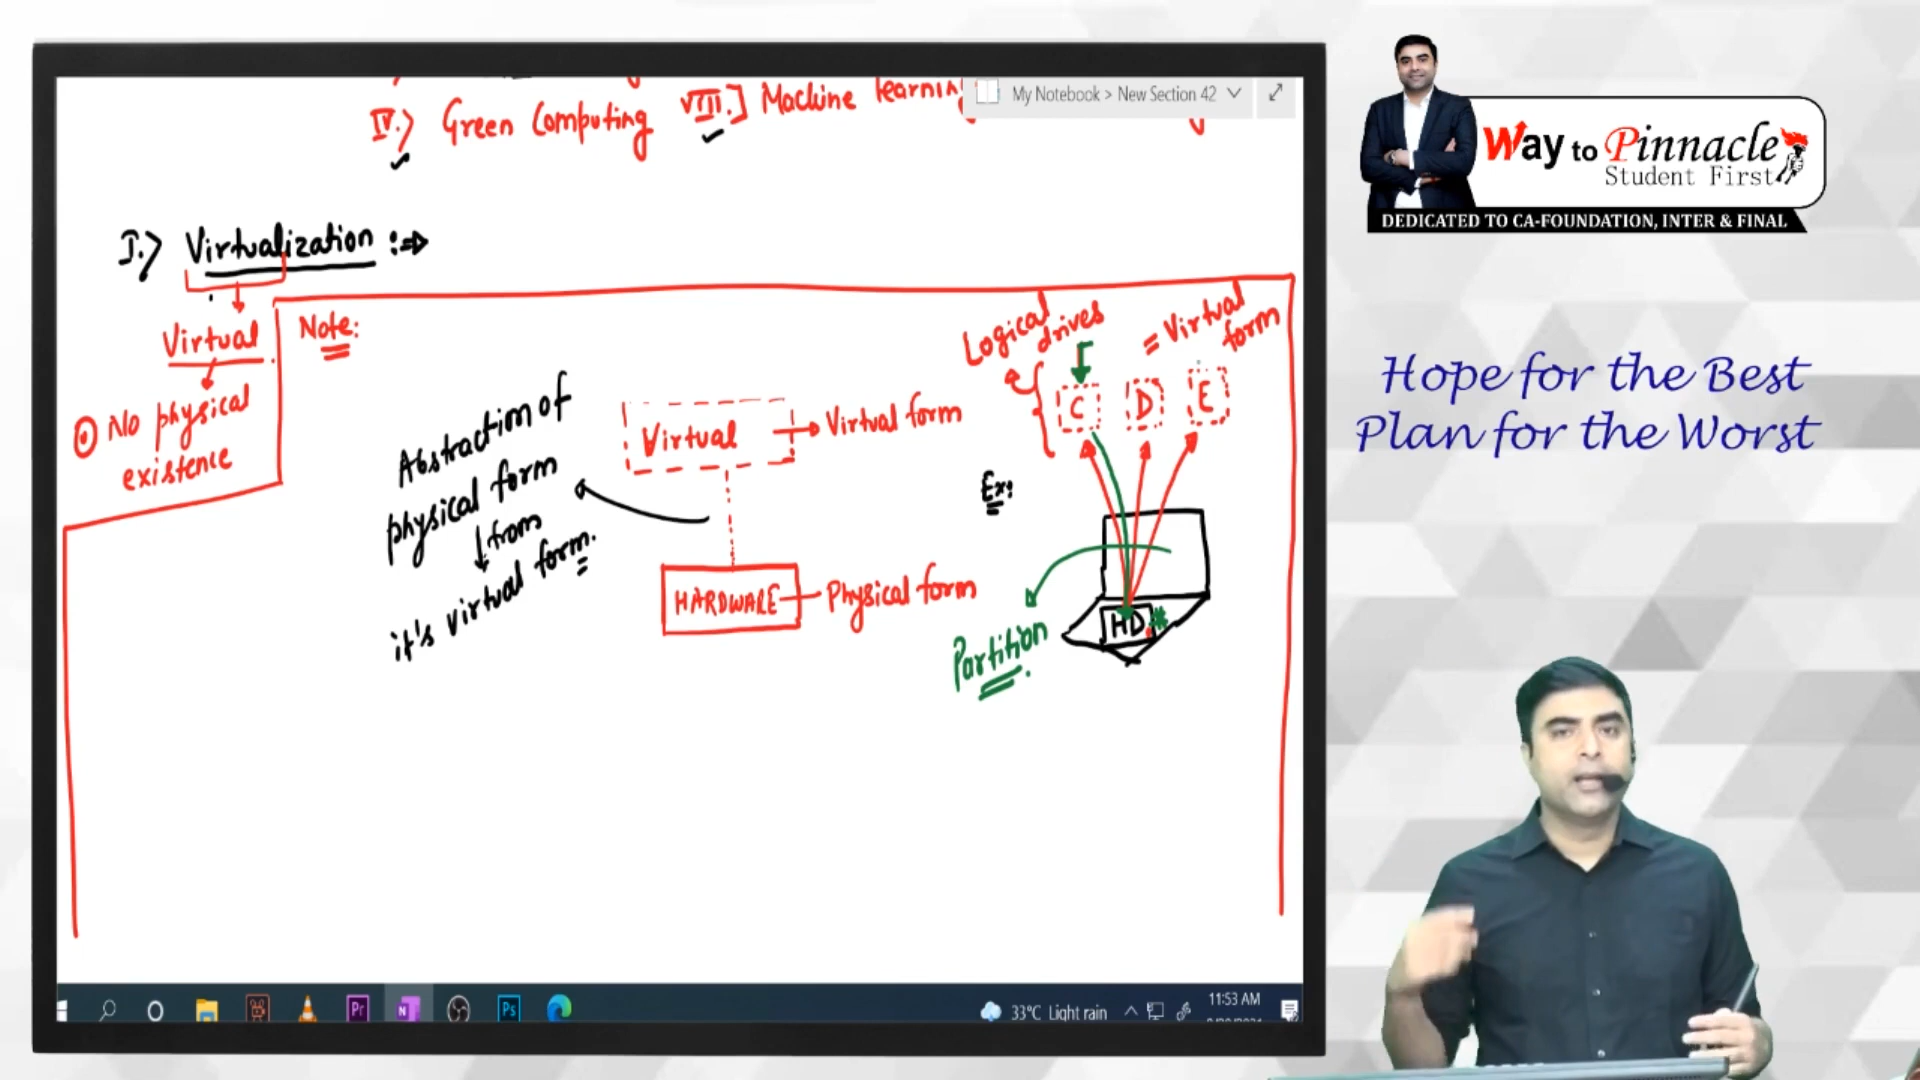 IV.) Green Computing VIII.] Machine learning
My Notebook > New Section 42
I.) Virtualization :⇒
Virtual
No physical
existence
Note:
Abstraction of
physical form
from
it's virtual form.
Virtual → Virtual form
HARDWARE — Physical form
Logical
drives
= Virtual
form
C D E
Ex:
HD
Partition
33°C Light rain
11:53 AM
Pr
N
Ps
Way to Pinnacle
Student First
DEDICATED TO CA-FOUNDATION, INTER & FINAL
Hope for the Best
Plan for the Worst